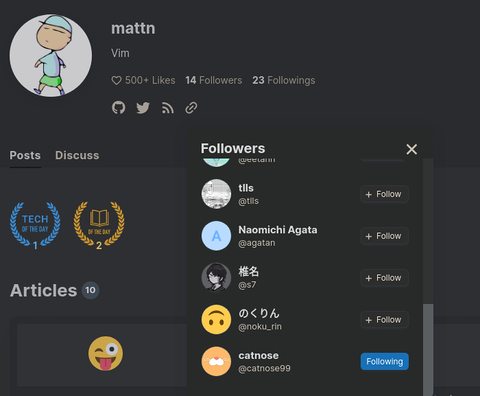 mattn
Vim
500+ Likes 14 Followers 23 Followings
Posts Discuss
TECH
OF THE DAY
1
OF THE DAY
2
Articles 10
Followers
@eetann
tlls
@tlls
+ Follow
Naomichi Agata
@agatan
+ Follow
A
椎名
@s7
+ Follow
のくりん
@noku_rin
+ Follow
catnose
@catnose99
Following